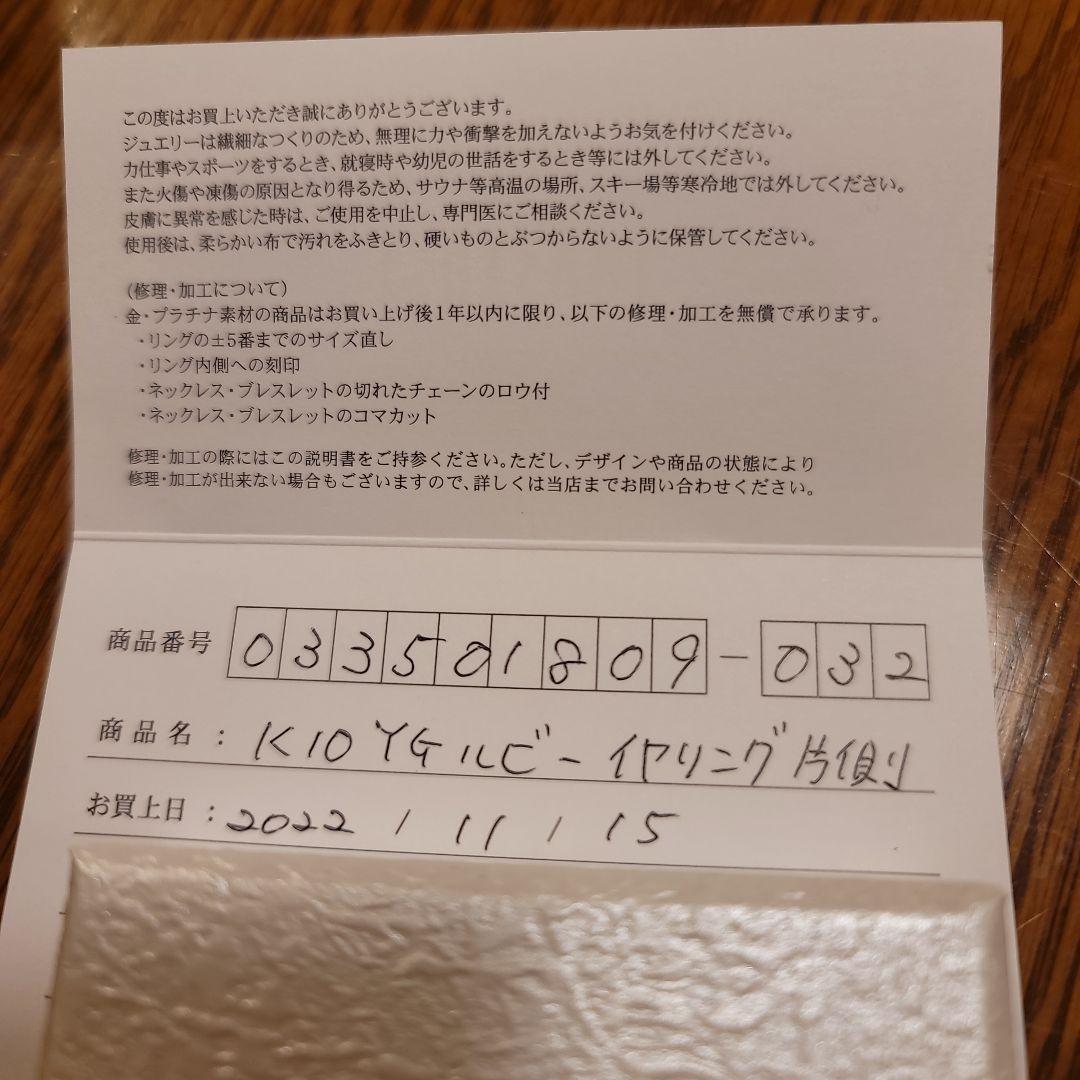 この度はお買上いただき誠にありがとうございます。
ジュエリーは繊細なつくりのため、無理に力や衝撃を加えないようお気を付けください。
力仕事やスポーツをするとき、就寝時や幼児の世話をするとき等には外してください。
また火傷や凍傷の原因となり得るため、サウナ等高温の場所、スキー場等寒冷地では外してください。
皮膚に異常を感じた時は、ご使用を中止し、専門医にご相談ください。
使用後は、柔らかい布で汚れをふきとり、硬いものとぶつからないように保管してください。
(修理・加工について)
金・プラチナ素材の商品はお買い上げ後1年以内に限り、以下の修理・加工を無償で承ります。
・リングの±5番までのサイズ直し
・リング内側への刻印
・ネックレス・ブレスレットの切れたチェーンのロウ付
・ネックレス・ブレスレットのコマカット
修理・加工の際にはこの説明書をご持参ください。ただし、デザインや商品の状態により
修理・加工が出来ない場合もございますので、詳しくは当店までお問い合わせください。
商品番号 033501809-032
商品名 : K10 YG ルビーイヤリング片側
お買上日 : 2022 / 11 / 15